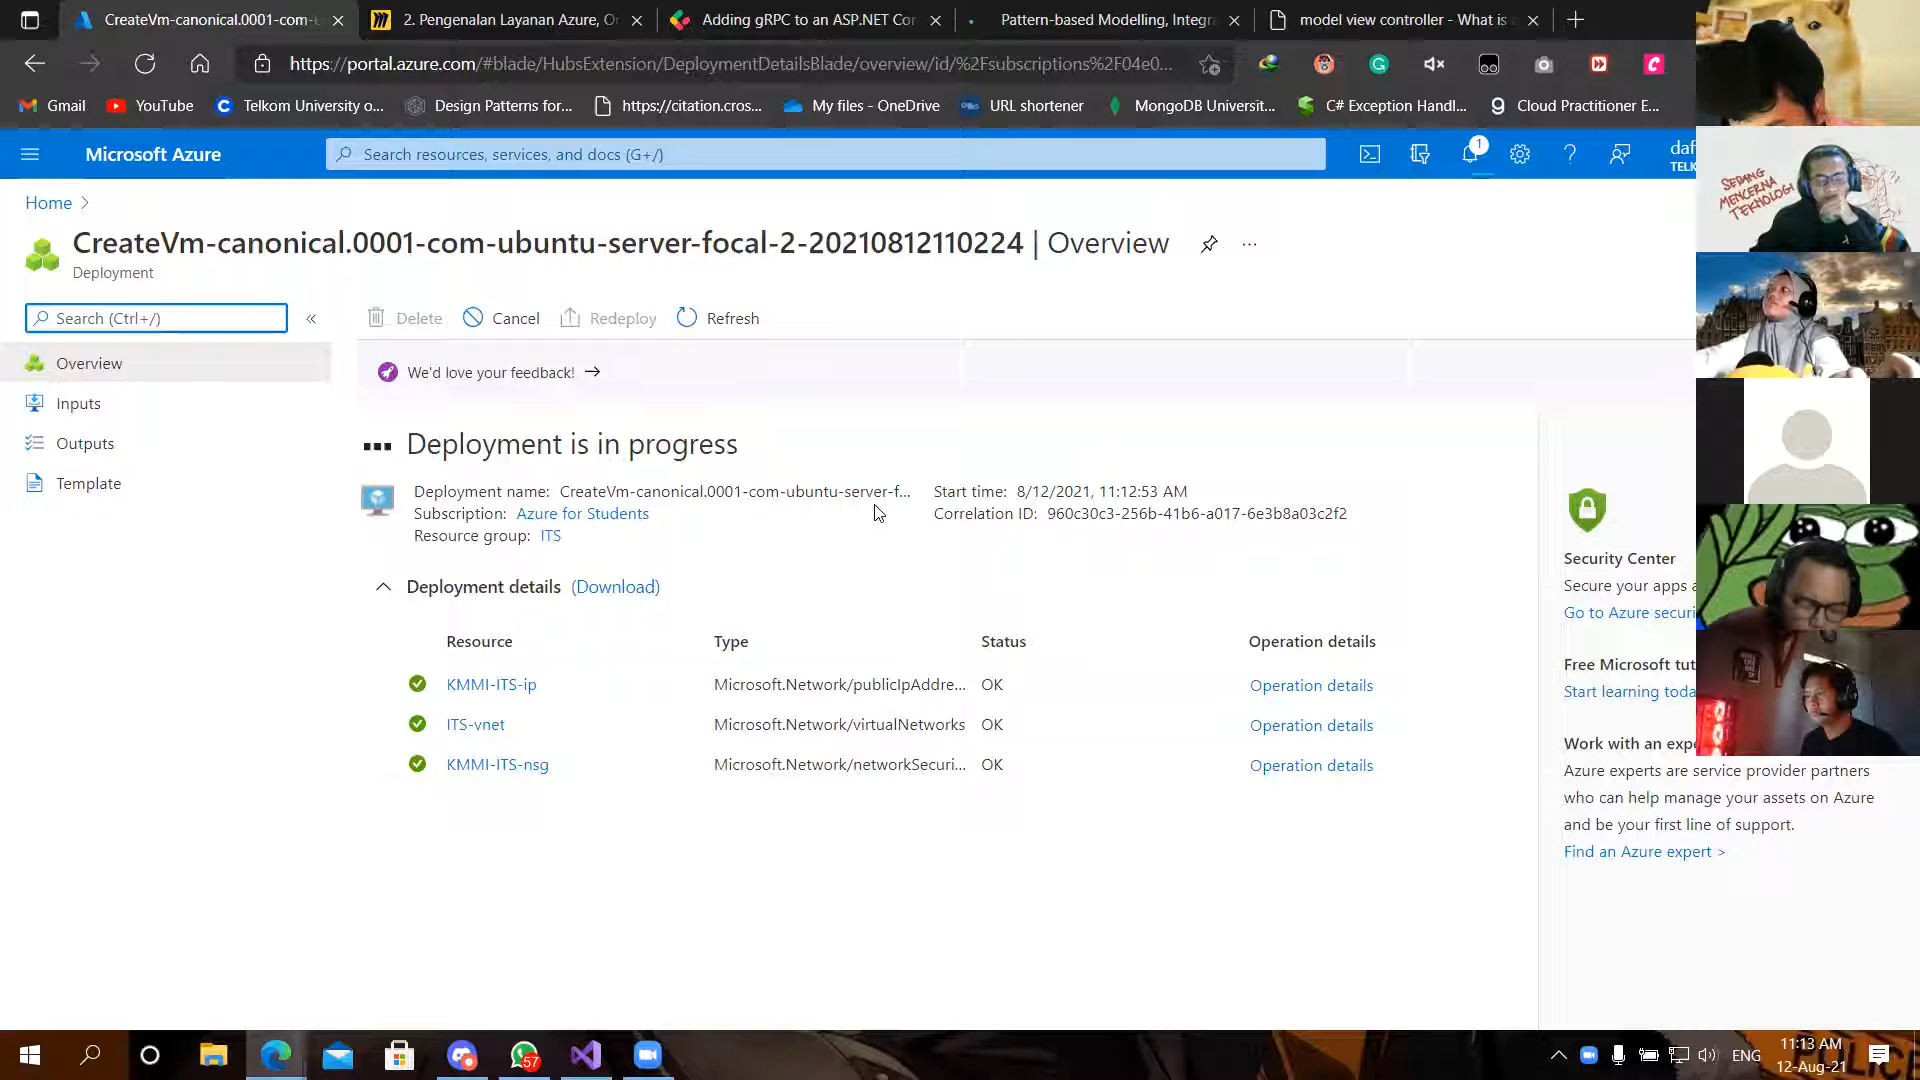 CreateVm-canonical.0001-com-u
2. Pengenalan Layanan Azure, Or
Adding gRPC to an ASP.NET Cor
Pattern-based Modelling, Integr
model view controller - What is
https://portal.azure.com/#blade/HubsExtension/DeploymentDetailsBlade/overview/id/%2Fsubscriptions%2F04e0...
Gmail
YouTube
Telkom University o...
Design Patterns for...
https://citation.cros...
My files - OneDrive
URL shortener
MongoDB Universit...
C# Exception Handl...
Cloud Practitioner E...
Microsoft Azure
Search resources, services, and docs (G+/)
1
daf
TELK
Home
CreateVm-canonical.0001-com-ubuntu-server-focal-2-20210812110224 | Overview
Deployment
Search (Ctrl+/)
«
Delete
Cancel
Redeploy
Refresh
Overview
Inputs
Outputs
Template
We'd love your feedback! →
Deployment is in progress
Deployment name: CreateVm-canonical.0001-com-ubuntu-server-f...
Subscription: Azure for Students
Resource group: ITS
Start time: 8/12/2021, 11:12:53 AM
Correlation ID: 960c30c3-256b-41b6-a017-6e3b8a03c2f2
Deployment details (Download)
Resource Type Status Operation details
KMMI-ITS-ip Microsoft.Network/publicIpAddre... OK Operation details
ITS-vnet Microsoft.Network/virtualNetworks OK Operation details
KMMI-ITS-nsg Microsoft.Network/networkSecuri... OK Operation details
Security Center
Secure your apps a
Go to Azure securi
Free Microsoft tut
Start learning toda
Work with an expe
Azure experts are service provider partners
who can help manage your assets on Azure
and be your first line of support.
Find an Azure expert >
SEDANG
MENCERNA
TEKNOLOGI
57
ENG
11:13 AM
12-Aug-21